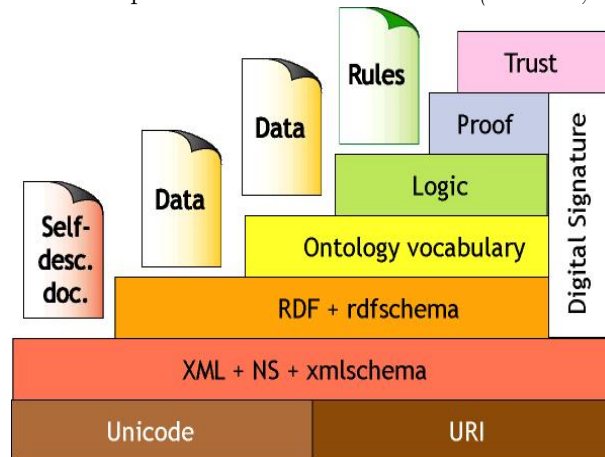 Rules
Trust
Data
Proof
Data
Logic
Self-
desc.
doc.
Ontology vocabulary
Digital Signature
RDF + rdfschema
XML + NS + xmlschema
Unicode
URI